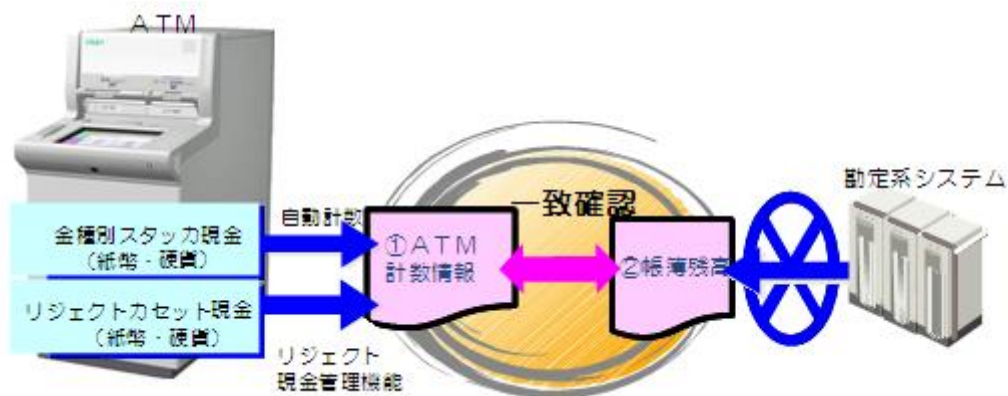 ATM
金種別スタッカ現金
(紙幣・硬貨)
リジェクトカセット現金
(紙幣・硬貨)
自動計数
リジェクト
現金管理機能
①ATM
計数情報
一致確認
②帳簿残高
勘定系システム